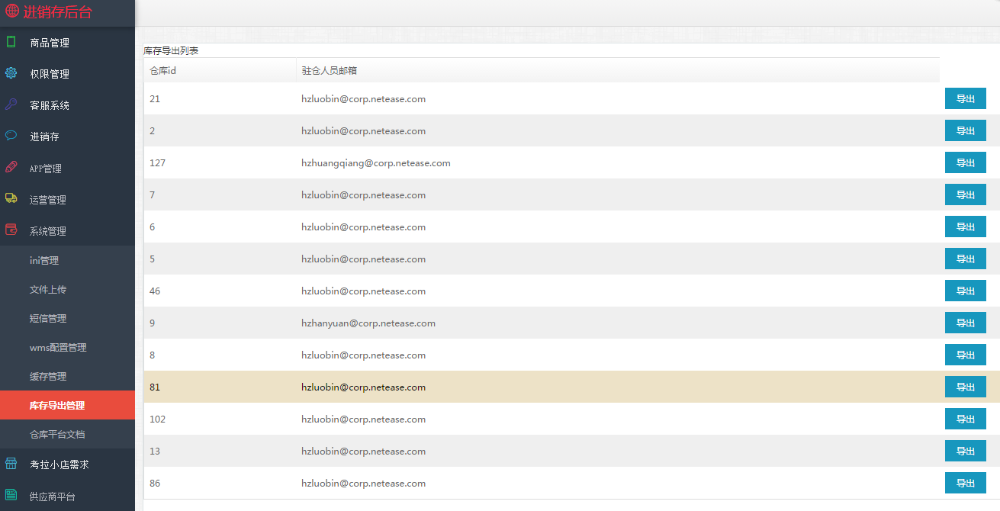 进销存后台
商品管理
权限管理
客服系统
进销存
APP管理
运营管理
系统管理
ini管理
文件上传
短信管理
wms配置管理
缓存管理
库存导出管理
仓库平台文档
考拉小店需求
供应商平台
库存导出列表
仓库id 驻仓人员邮箱
21 hzluobin@corp.netease.com 导出
2 hzluobin@corp.netease.com 导出
127 hzhuangqiang@corp.netease.com 导出
7 hzluobin@corp.netease.com 导出
6 hzluobin@corp.netease.com 导出
5 hzluobin@corp.netease.com 导出
46 hzluobin@corp.netease.com 导出
9 hzhanyuan@corp.netease.com 导出
8 hzluobin@corp.netease.com 导出
81 hzluobin@corp.netease.com 导出
102 hzluobin@corp.netease.com 导出
13 hzluobin@corp.netease.com 导出
86 hzluobin@corp.netease.com 导出